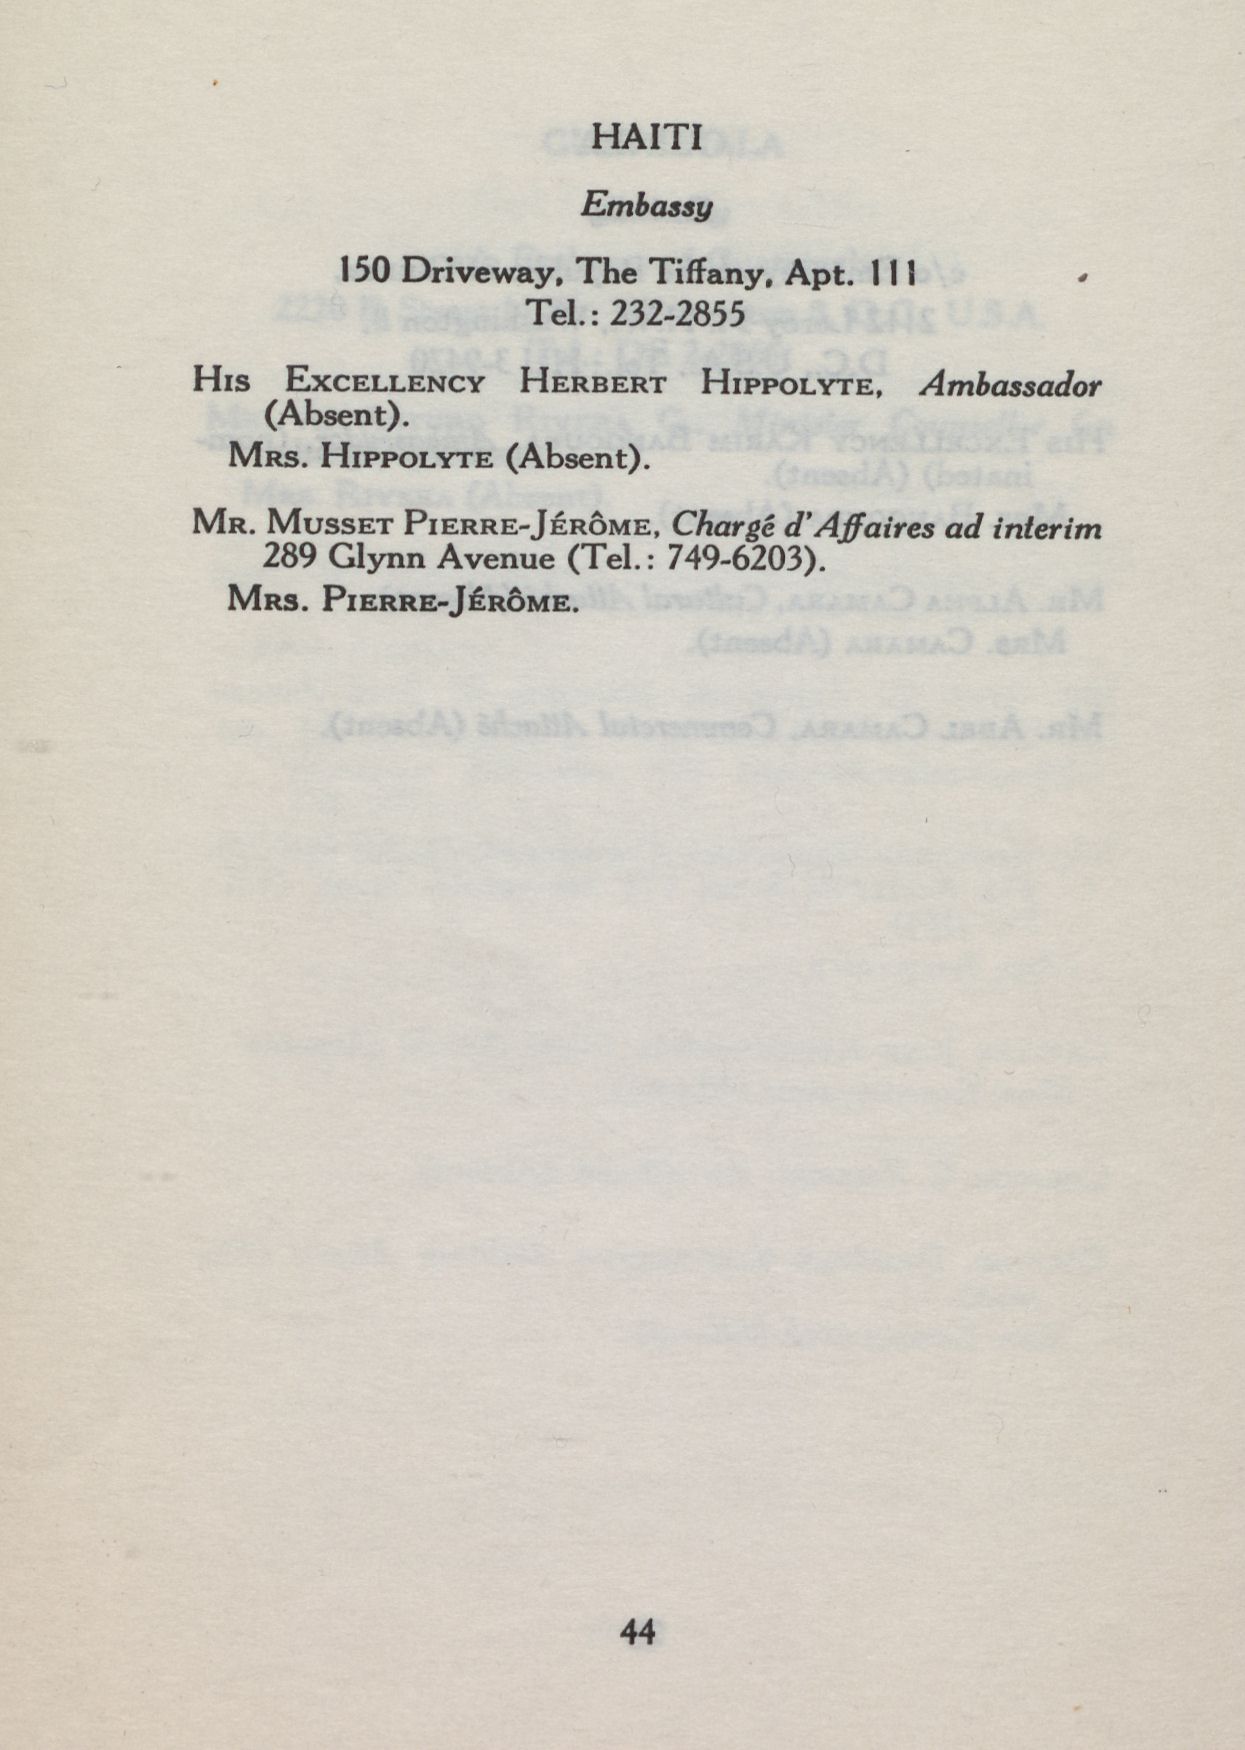 HAITI
Embassy
150 Driveway, The Tiffany, Apt. 111
Tel.: 232-2855
HIS EXCELLENCY HERBERT HIPPOLYTE, Ambassador
(Absent).
MRS. HIPPOLYTE (Absent).
MR. MUSSET PIERRE-JÉRÔME, Chargé d'Affaires ad interim
289 Glynn Avenue (Tel.: 749-6203).
MRS. PIERRE-JÉRÔME.
44